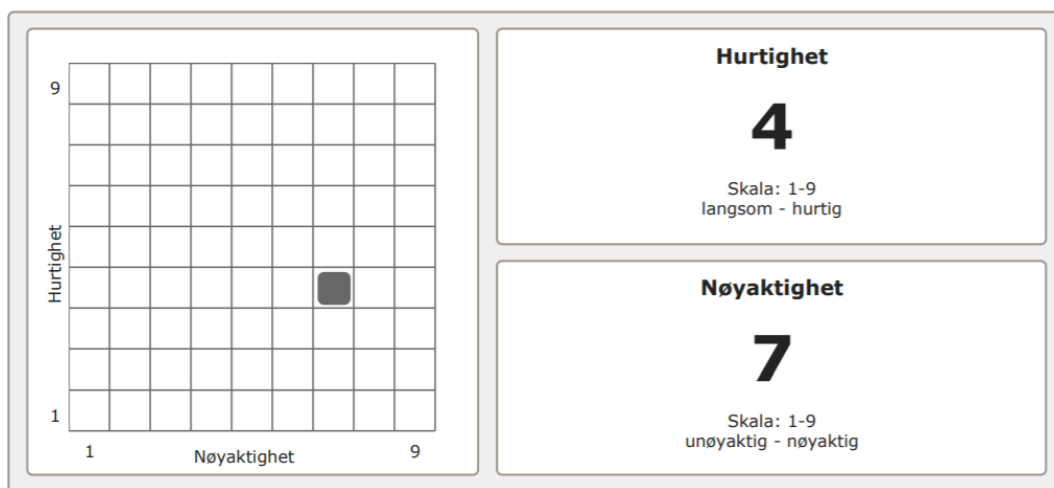 9
Hurtighet
1
1
9
Nøyaktighet
Hurtighet
4
Skala: 1-9
langsom - hurtig
Nøyaktighet
7
Skala: 1-9
unøyaktig - nøyaktig